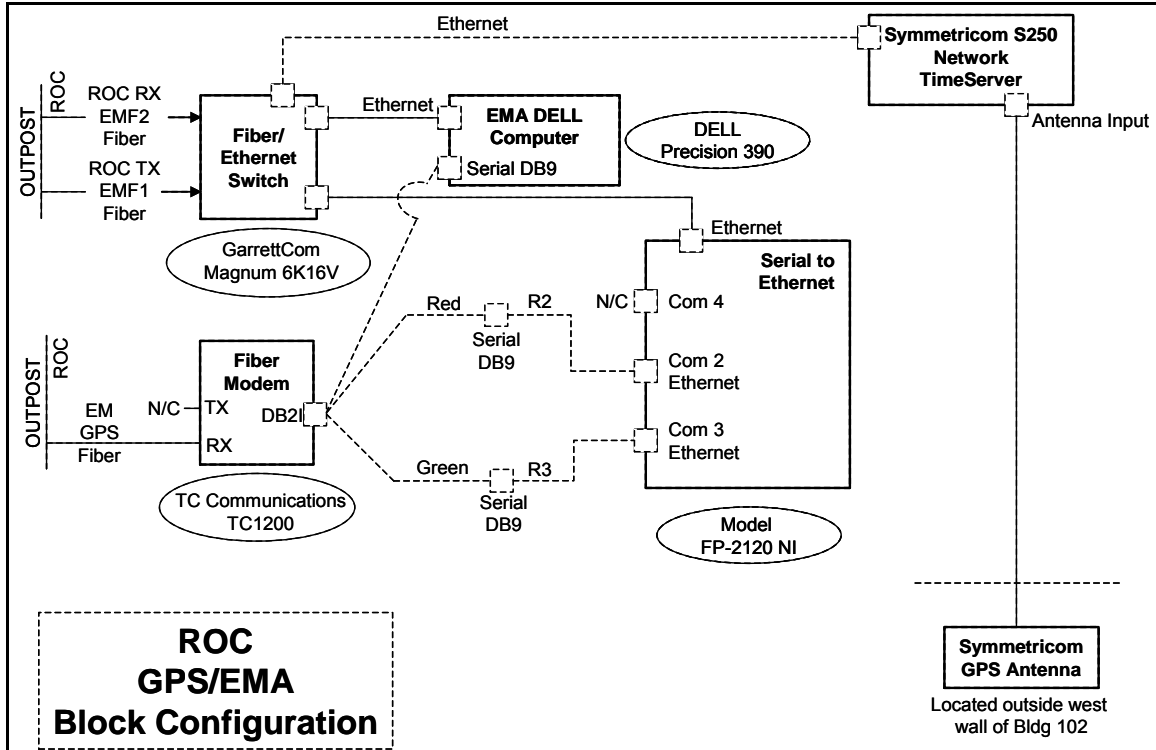 Ethernet
Symmetricom S250
Network
TimeServer
Antenna Input
OUTPOST
ROC
ROC RX
EMF2
Fiber
ROC TX
EMF1
Fiber
Fiber/
Ethernet
Switch
Ethernet
EMA DELL
Computer
Serial DB9
DELL
Precision 390
GarrettCom
Magnum 6K16V
Ethernet
Serial to
Ethernet
N/C
Com 4
Com 2
Ethernet
Com 3
Ethernet
Red
R2
Serial
DB9
Green
R3
Serial
DB9
OUTPOST
ROC
EM
GPS
Fiber
Fiber
Modem
N/C
TX
DB2I
RX
TC Communications
TC1200
Model
FP-2120 NI
ROC
GPS/EMA
Block Configuration
Symmetricom
GPS Antenna
Located outside west
wall of Bldg 102